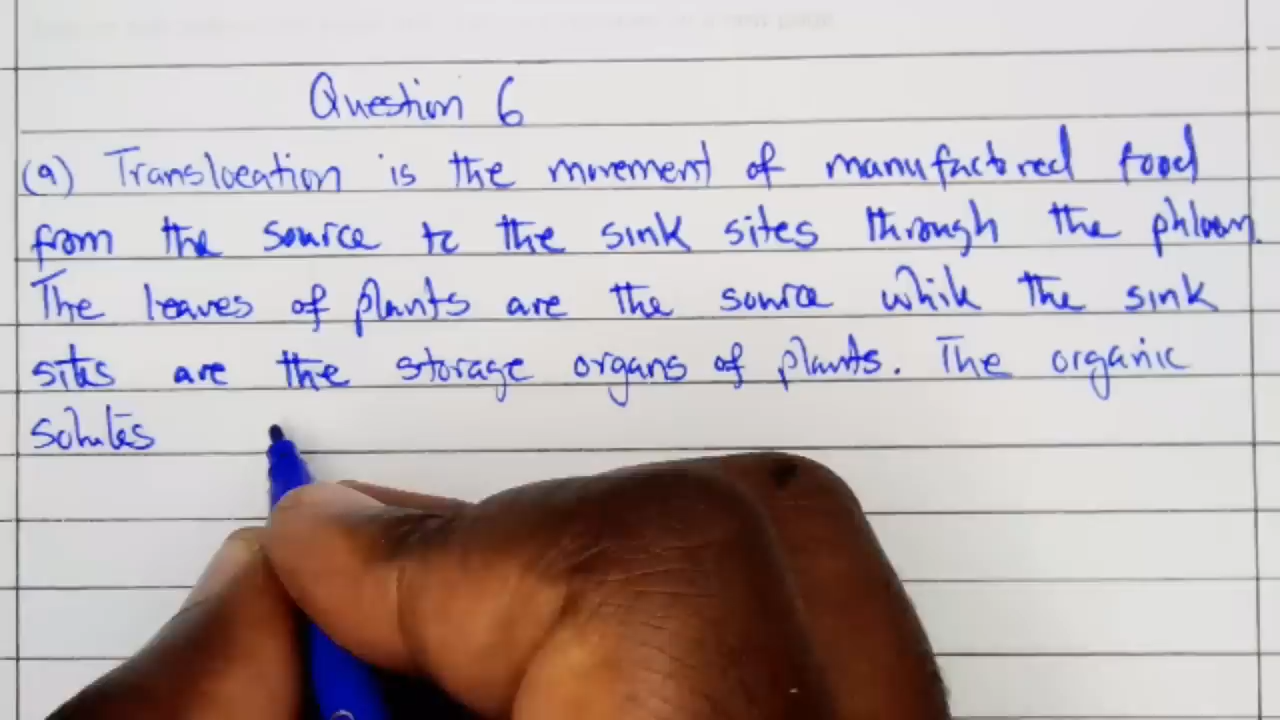 Question 6
(a) Translocation is the movement of manufactured food
from the source to the sink sites through the phloem.
The leaves of plants are the source while the sink
sites are the storage organs of plants. The organic
solutes